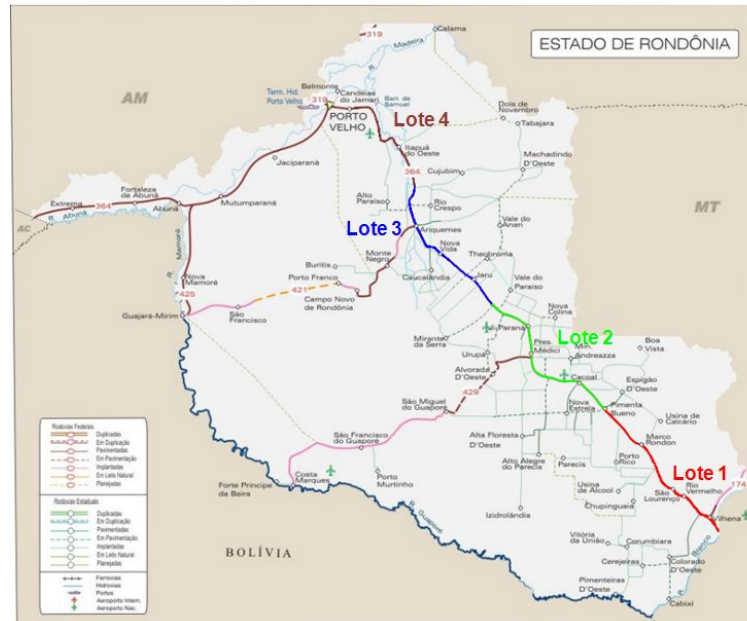 ESTADO DE RONDÔNIA
319
Calama
Madeira
R.
AM
Belmonte
Candeias
do Jamari
Term. Hid.
Porto Velho
319
Barr. de
Samuel
PORTO
VELHO
Lote 4
Dois de
Novembro
Tabajara
Itapuã
do Oeste
Jaciparaná
364
Cujubim
Machadinho
D'Oeste
MT
Extrema
364
Fortaleza
de Abunã
Abunã
Mutumparaná
R. Abunã
AC
Alto
Paraíso
Rio
Crespo
Vale do
Anari
Lote 3
Ariquemes
Mamoré
R.
Nova
Vida
Theobroma
Monte
Negro
Buritis
Porto Franco
Caucalândia
Jarú
Vale do
Paraíso
Nova
Mamoré
425
421
Campo Novo
de Rondônia
Guajará-Mirim
São
Francisco
Nova
Colina
Ji-Paraná
Lote 2
Mirante
da Serra
Pres.
Médici
Min.
Andreazza
Boa
Vista
Urupá
Alvorada
D'Oeste
Cacoal
Espigão
D'Oeste
429
São Miguel
do Guaporé
Nova
Estrela
Pimenta
Bueno
Usina de
Calcário
São Francisco
do Guaporé
Alta Floresta
D'Oeste
Marco
Rondon
Alto Alegre
do Parecis
Parecis
Porto
Rico
Lote 1
Forte Príncipe
da Beira
Costa
Marques
Porto
Murtinho
Usina
de Alcool
São
Lourenço
Rio
Vermelho
174
Chupinguaia
Vilhena
R. Guaporé
Izidrolândia
Vitória
da União
Corumbiara
Branco
R.
Cerejeiras
Colorado
D'Oeste
BOLÍVIA
Pimenteiras
D'Oeste
Cabixi
Rodovias Federais
Duplicadas
Em Duplicação
Pavimentadas
Em Pavimentação
Implantadas
Em Leito Natural
Planejadas
Rodovias Estaduais
Duplicadas
Em Duplicação
Pavimentadas
Em Pavimentação
Implantadas
Em Leito Natural
Planejadas
Ferrovias
Hidrovias
Portos
Aeroporto Intern.
Aeroporto Nac.